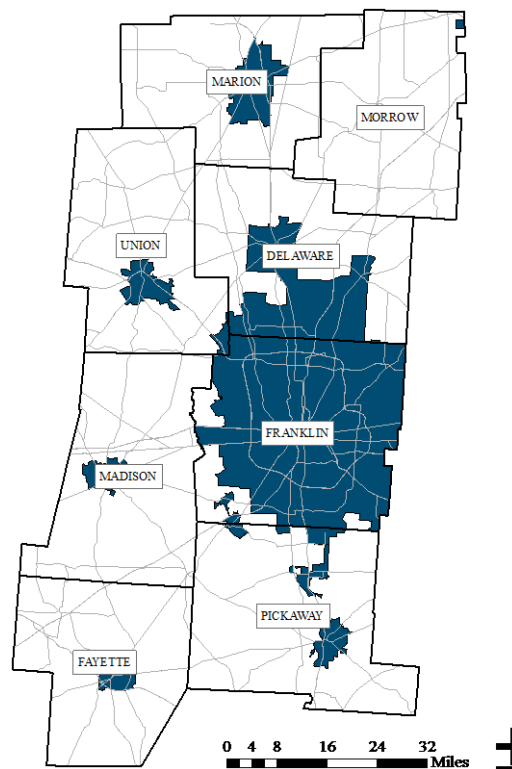 MARION
MORROW
UNION
DELAWARE
FRANKLIN
MADISON
PICKAWAY
FAYETTE
0 4 8 16 24 32
Miles